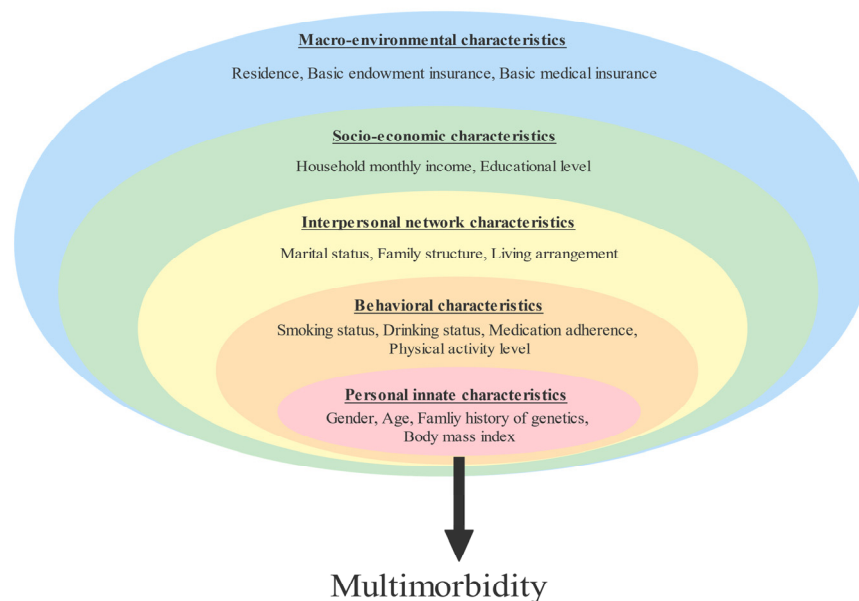 Macro-environmental characteristics
Residence, Basic endowment insurance, Basic medical insurance
Socio-economic characteristics
Household monthly income, Educational level
Interpersonal network characteristics
Marital status, Family structure, Living arrangement
Behavioral characteristics
Smoking status, Drinking status, Medication adherence,
Physical activity level
Personal innate characteristics
Gender, Age, Famliy history of genetics,
Body mass index
Multimorbidity